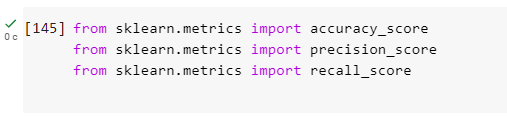 [145] from sklearn.metrics import accuracy_score
from sklearn.metrics import precision_score
from sklearn.metrics import recall_score
0 с